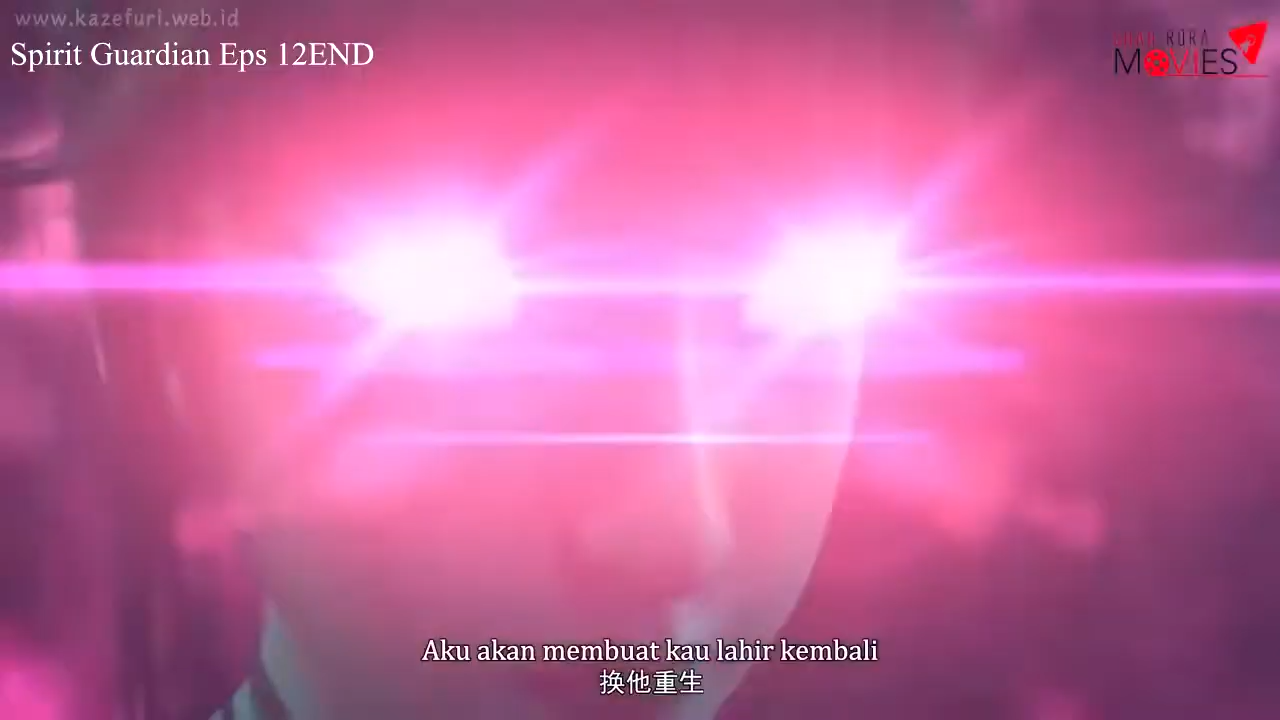 www.kazefuri.web.id
Spirit Guardian Eps 12END
RURA
MOVIES
Aku akan membuat kau lahir kembali
换他重生